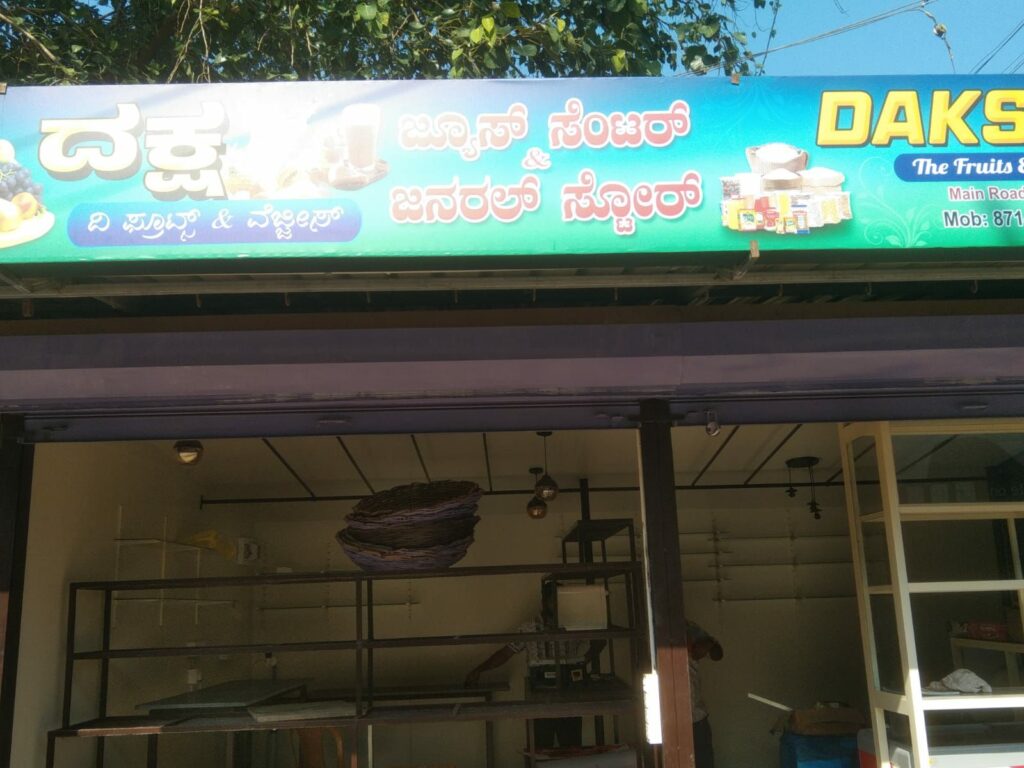 ದಕ್ಷ
ದಿ ಫ್ರೂಟ್ಸ್ & ವೆಜ್ಜೀಸ್
ಜ್ಯೂಸ್ ಸೆಂಟರ್
&
ಜನರಲ್ ಸ್ಟೋರ್
DAKS
The Fruits &
Main Road
Mob: 871